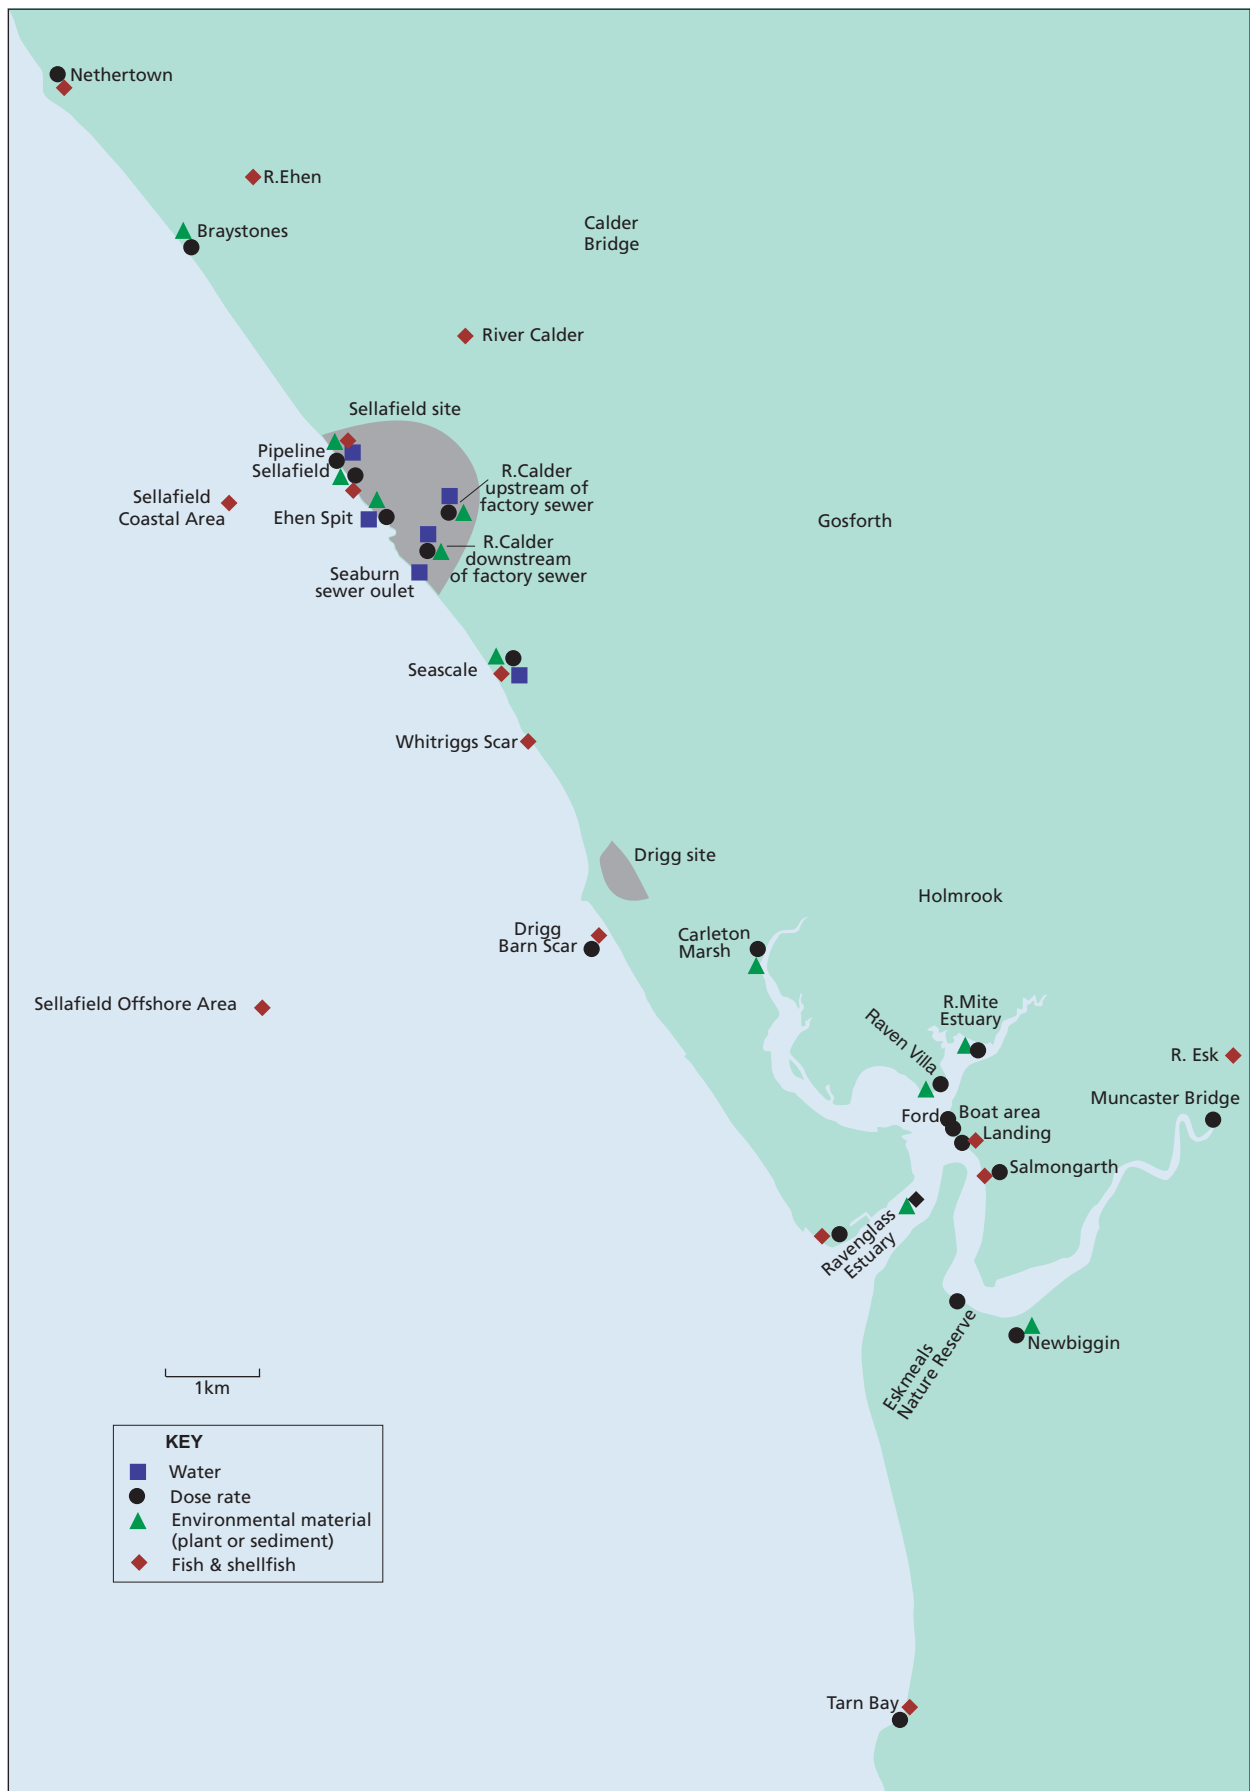 Nethertown
R.Ehen
Braystones
Calder
Bridge
River Calder
Sellafield site
Pipeline
Sellafield
R.Calder
upstream of
factory sewer
Sellafield
Coastal Area
Ehen Spit
Gosforth
R.Calder
downstream
of factory sewer
Seaburn
sewer oulet
Seascale
Whitriggs Scar
Drigg site
Holmrook
Drigg
Barn Scar
Carleton
Marsh
Sellafield Offshore Area
R.Mite
Estuary
Raven Villa
R. Esk
Muncaster Bridge
Ford
Boat area
Landing
Salmongarth
Ravenglass
Estuary
Eskmeals
Nature Reserve
Newbiggin
1km
KEY
Water
Dose rate
Environmental material
(plant or sediment)
Fish & shellfish
Tarn Bay